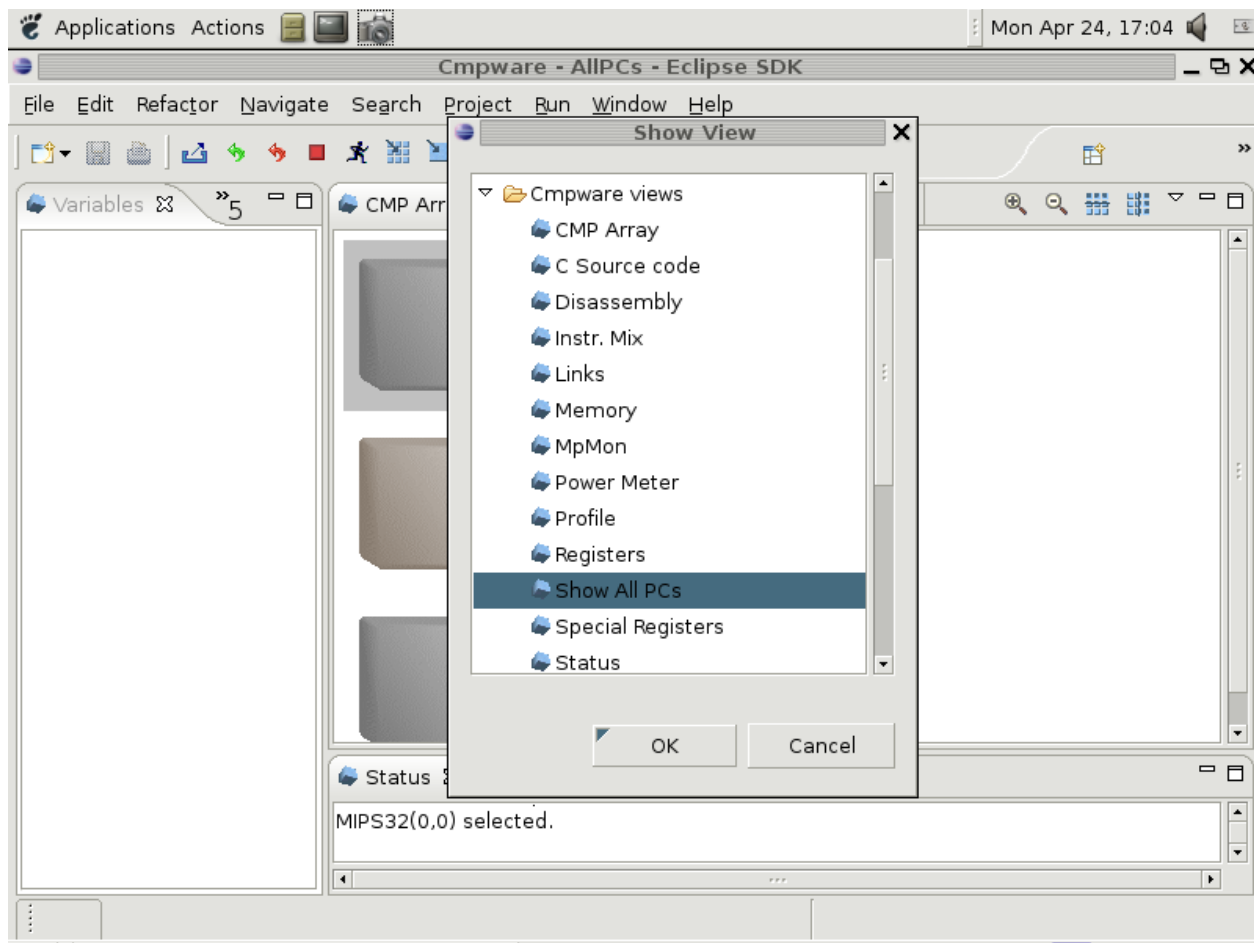 Applications Actions
Mon Apr 24, 17:04
Cmpware - AllPCs - Eclipse SDK
File Edit Refactor Navigate Search Project Run Window Help
Show View
Variables
5
CMP Arr
Cmpware views
CMP Array
C Source code
Disassembly
Instr. Mix
Links
Memory
MpMon
Power Meter
Profile
Registers
Show All PCs
Special Registers
Status
OK
Cancel
Status
MIPS32(0,0) selected.